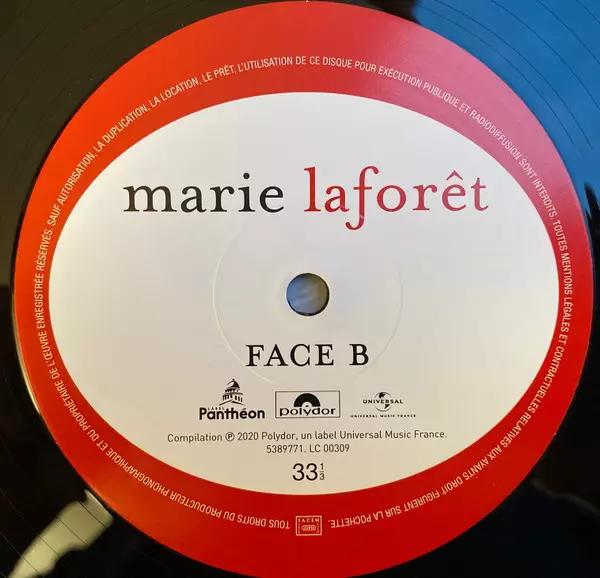 TOUS DROITS DU PRODUCTEUR PHONOGRAPHIQUE ET DU PROPRIÉTAIRE DE L'ŒUVRE ENREGISTRÉE RÉSERVÉS. SAUF AUTORISATION, LA DUPLICATION, LA LOCATION, LE PRÊT, L'UTILISATION DE CE DISQUE POUR EXÉCUTION PUBLIQUE ET RADIODIFFUSION SONT INTERDITS. TOUTES MENTIONS LÉGALES ET CONTRACTUELLES RELATIVES AUX AYANTS DROIT FIGURENT SUR LA POCHETTE.
marie laforêt
FACE B
LABEL
Panthéon
polydor
UNIVERSAL
UNIVERSAL MUSIC FRANCE
Compilation ℗ 2020 Polydor, un label Universal Music France.
5389771. LC 00309
33 1/3
SACEM